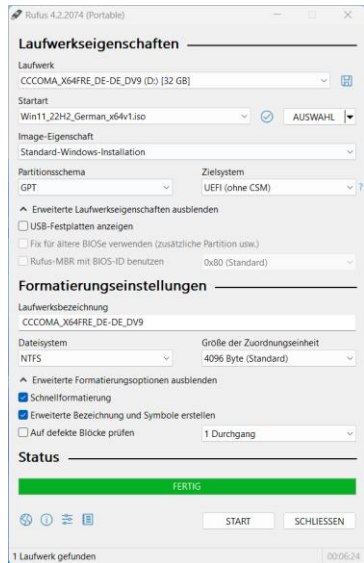 Rufus 4.2.2074 (Portable)
Laufwerkseigenschaften
Laufwerk
CCCOMA_X64FRE_DE-DE_DV9 (D:) [32 GB]
Startart
Win11_22H2_German_x64v1.iso
AUSWAHL
Image-Eigenschaft
Standard-Windows-Installation
Partitionsschema Zielsystem
GPT UEFI (ohne CSM) ?
Erweiterte Laufwerkseigenschaften ausblenden
USB-Festplatten anzeigen
Fix für ältere BIOSe verwenden (zusätzliche Partition usw.)
Rufus-MBR mit BIOS-ID benutzen 0x80 (Standard)
Formatierungseinstellungen
Laufwerksbezeichnung
CCCOMA_X64FRE_DE-DE_DV9
Dateisystem Größe der Zuordnungseinheit
NTFS 4096 Byte (Standard)
Erweiterte Formatierungsoptionen ausblenden
Schnellformatierung
Erweiterte Bezeichnung und Symbole erstellen
Auf defekte Blöcke prüfen 1 Durchgang
Status
FERTIG
START SCHLIESSEN
1 Laufwerk gefunden 00:06:24